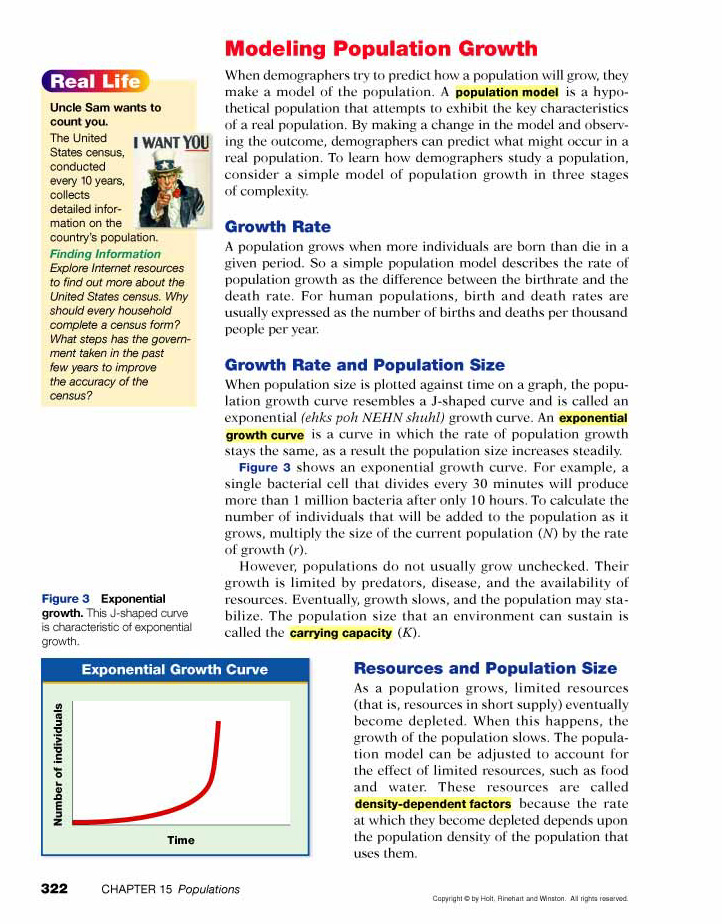 Modeling Population Growth
When demographers try to predict how a population will grow, they
make a model of the population. A population model is a hypo-
thetical population that attempts to exhibit the key characteristics
of a real population. By making a change in the model and observ-
ing the outcome, demographers can predict what might occur in a
real population. To learn how demographers study a population,
consider a simple model of population growth in three stages
of complexity.
Growth Rate
A population grows when more individuals are born than die in a
given period. So a simple population model describes the rate of
population growth as the difference between the birthrate and the
death rate. For human populations, birth and death rates are
usually expressed as the number of births and deaths per thousand
people per year.
Growth Rate and Population Size
When population size is plotted against time on a graph, the popu-
lation growth curve resembles a J-shaped curve and is called an
exponential (ehks poh NEHN shuhl) growth curve. An exponential
growth curve is a curve in which the rate of population growth
stays the same, as a result the population size increases steadily.
Figure 3 shows an exponential growth curve. For example, a
single bacterial cell that divides every 30 minutes will produce
more than 1 million bacteria after only 10 hours. To calculate the
number of individuals that will be added to the population as it
grows, multiply the size of the current population (N) by the rate
of growth (r).
However, populations do not usually grow unchecked. Their
growth is limited by predators, disease, and the availability of
resources. Eventually, growth slows, and the population may sta-
bilize. The population size that an environment can sustain is
called the carrying capacity (K).
Real Life
Uncle Sam wants to
count you.
The United
States census,
conducted
every 10 years,
collects
detailed infor-
mation on the
country's population.
I WANT YOU
Finding Information
Explore Internet resources
to find out more about the
United States census. Why
should every household
complete a census form?
What steps has the govern-
ment taken in the past
few years to improve
the accuracy of the
census?
Figure 3 Exponential
growth. This J-shaped curve
is characteristic of exponential
growth.
Exponential Growth Curve
Number of individuals
Time
Resources and Population Size
As a population grows, limited resources
(that is, resources in short supply) eventually
become depleted. When this happens, the
growth of the population slows. The popula-
tion model can be adjusted to account for
the effect of limited resources, such as food
and water. These resources are called
density-dependent factors because the rate
at which they become depleted depends upon
the population density of the population that
uses them.
322 CHAPTER 15 Populations
Copyright © by Holt, Rinehart and Winston. All rights reserved.